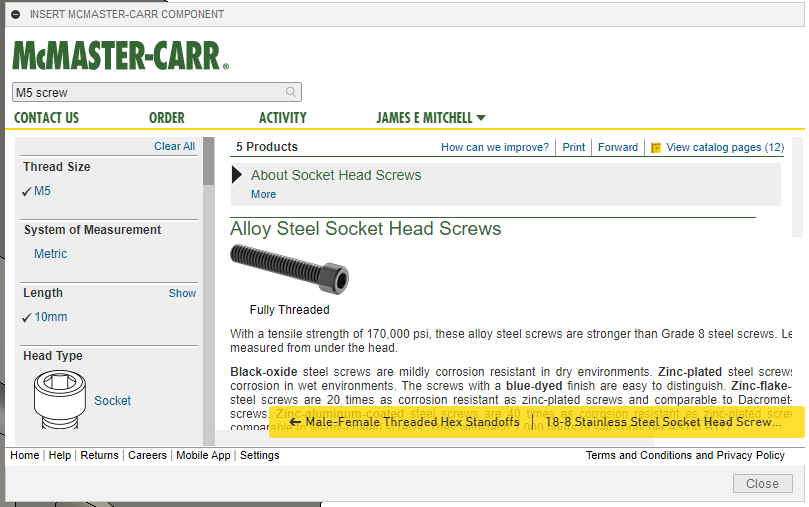 INSERT MCMASTER-CARR COMPONENT
McMASTER-CARR®
M5 screw
CONTACT US ORDER ACTIVITY JAMES E MITCHELL
Clear All
Thread Size
M5
System of Measurement
Metric
Length Show
10mm
Head Type
Socket
5 Products How can we improve? Print Forward View catalog pages (12)
About Socket Head Screws
More
Alloy Steel Socket Head Screws
Fully Threaded
With a tensile strength of 170,000 psi, these alloy steel screws are stronger than Grade 8 steel screws. Le
measured from under the head.
Black-oxide steel screws are mildly corrosion resistant in dry environments. Zinc-plated steel screws
corrosion in wet environments. The screws with a blue-dyed finish are easy to distinguish. Zinc-flake-
steel screws are 20 times as corrosion resistant as zinc-plated screws and comparable to Dacromet-
screws. Zinc-aluminum-coated steel screws are 40 times as corrosion resistant as zinc-plated screw
Male-Female Threaded Hex Standoffs | 18-8 Stainless Steel Socket Head Screw...
Home | Help | Returns | Careers | Mobile App | Settings Terms and Conditions and Privacy Policy
Close